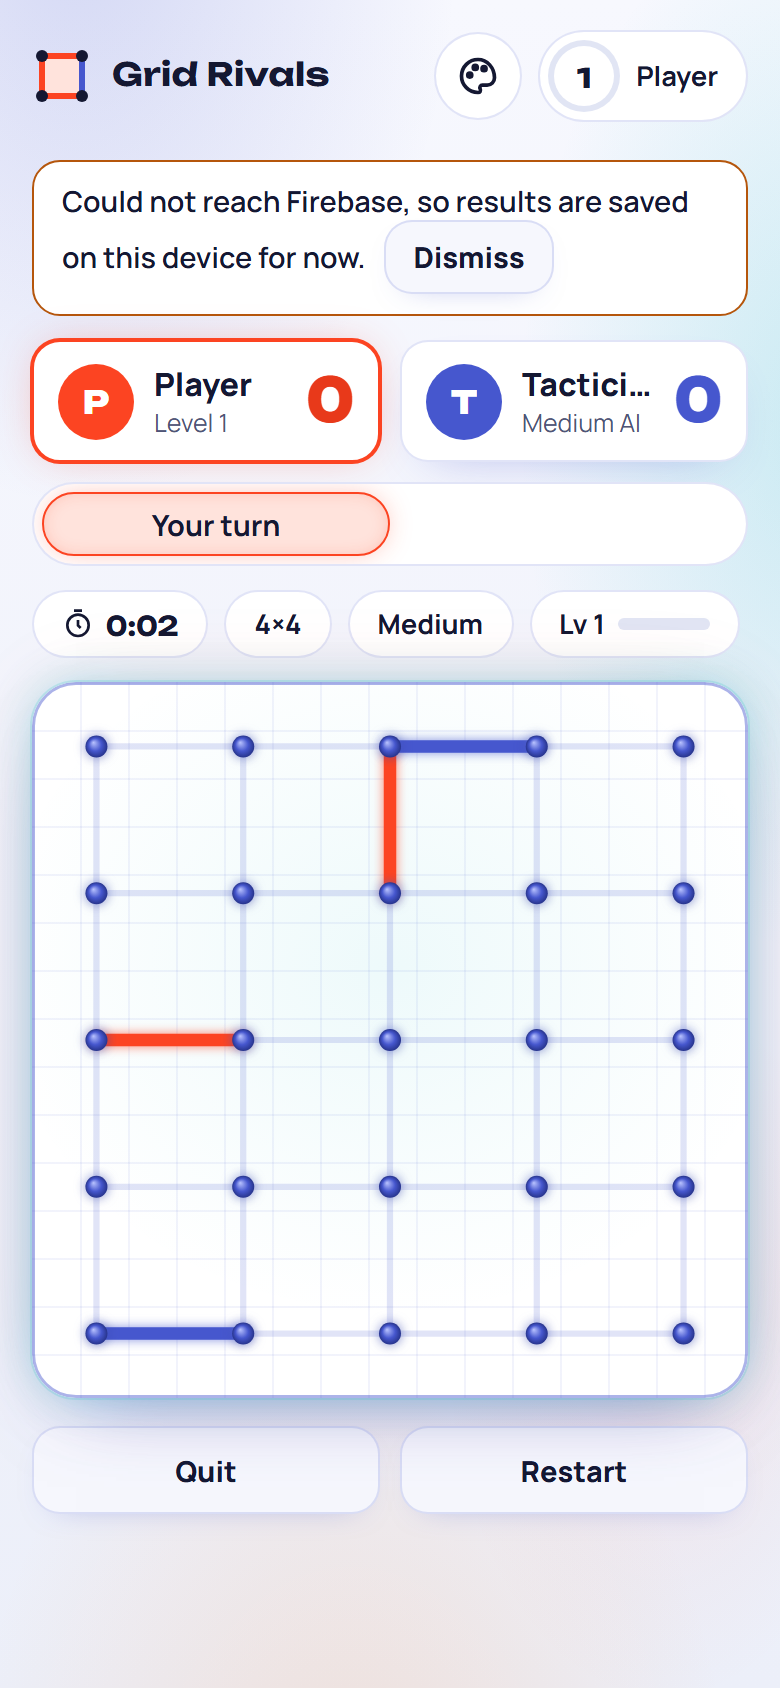 Grid Rivals
1 Player
Could not reach Firebase, so results are saved
on this device for now. Dismiss
P Player 0
Level 1
T Tactici... 0
Medium AI
Your turn
0:02 4×4 Medium Lv 1
Quit Restart